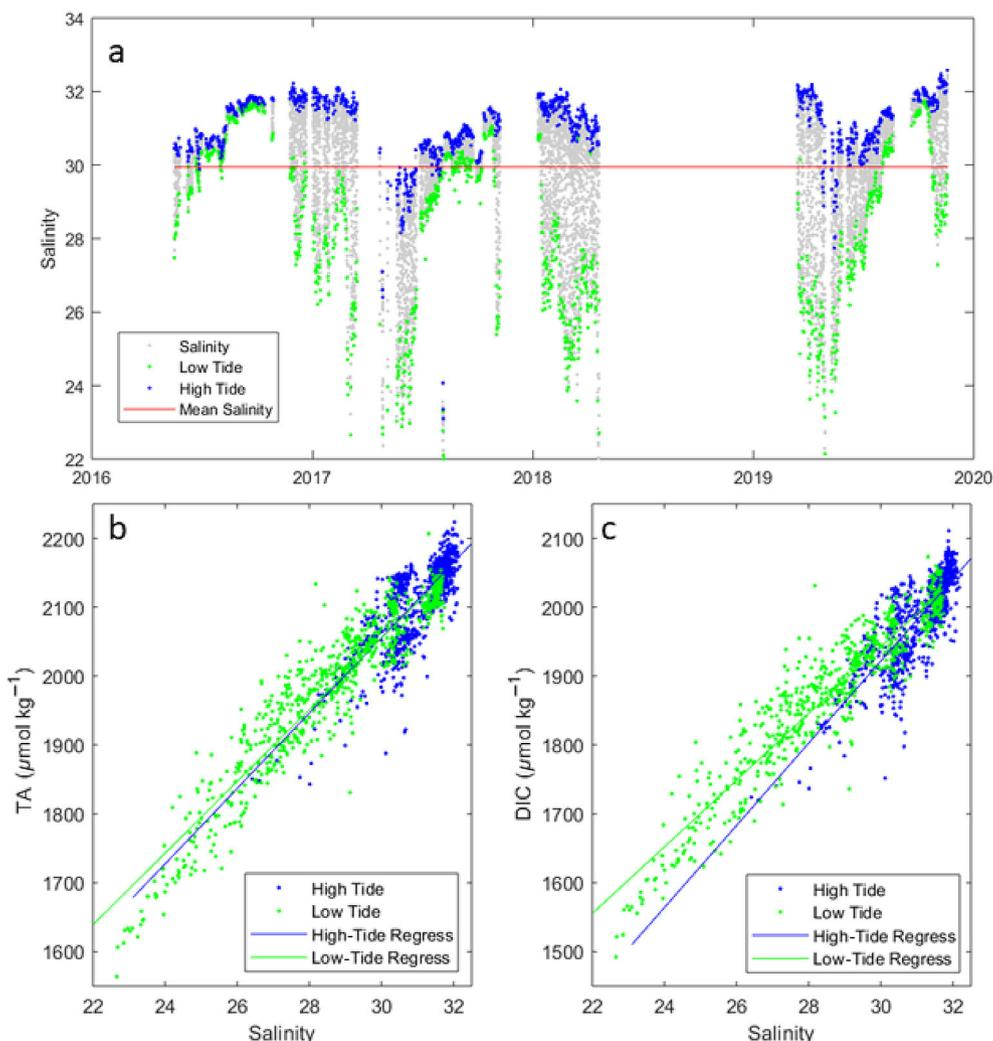 a
34
32
30
28
26
24
22
Salinity
Salinity
Low Tide
High Tide
Mean Salinity
2016 2017 2018 2019 2020
b
2200
2100
2000
1900
1800
1700
1600
TA (μmol kg⁻¹)
High Tide
Low Tide
High-Tide Regress
Low-Tide Regress
22 24 26 28 30 32
Salinity
c
2100
2000
1900
1800
1700
1600
1500
DIC (μmol kg⁻¹)
High Tide
Low Tide
High-Tide Regress
Low-Tide Regress
22 24 26 28 30 32
Salinity